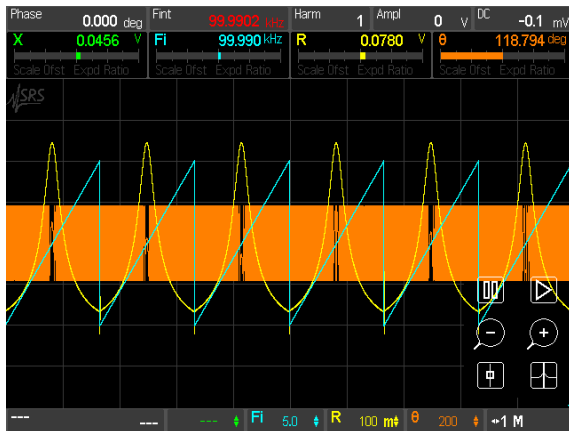 Phase 0.000 deg Fint 99.9902 kHz Harm 1 Ampl 0 V DC -0.1 mV
X 0.0456 V Fi 99.990 kHz R 0.0780 V θ 118.794 deg
Scale Ofst Expd Ratio Scale Ofst Expd Ratio Scale Ofst Expd Ratio Scale Ofst Expd Ratio
SRS
--- --- --- Fi 5.0 R 100 m θ 200 1 M